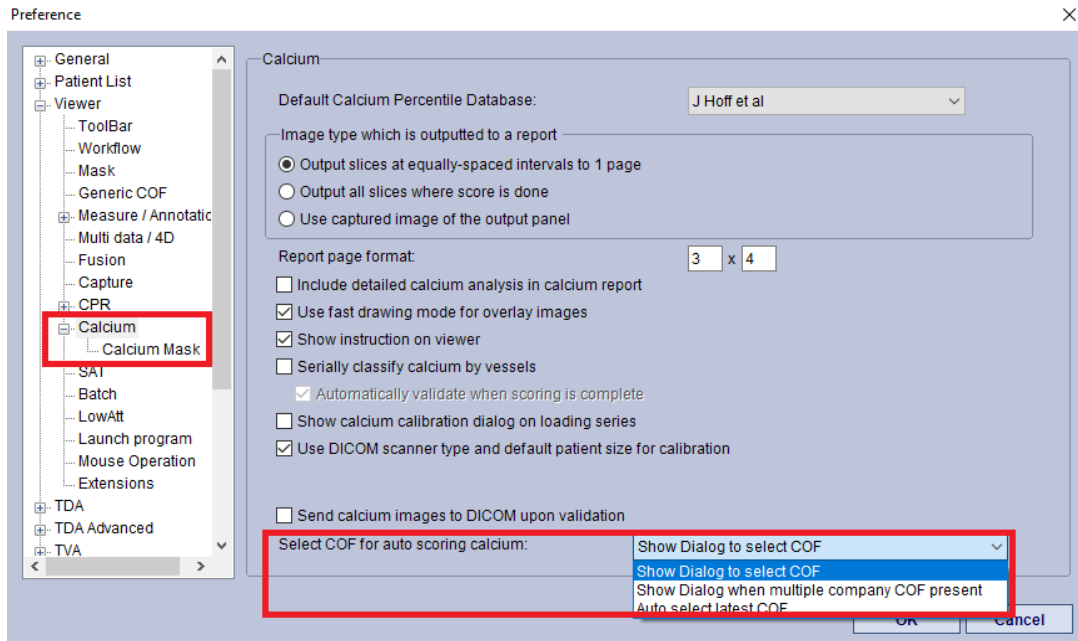 Preference
General
Patient List
Viewer
ToolBar
Workflow
Mask
Generic COF
Measure / Annotatic
Multi data / 4D
Fusion
Capture
CPR
Calcium
Calcium Mask
SAT
Batch
LowAtt
Launch program
Mouse Operation
Extensions
TDA
TDA Advanced
TVA
Calcium
Default Calcium Percentile Database: J Hoff et al
Image type which is outputted to a report
Output slices at equally-spaced intervals to 1 page
Output all slices where score is done
Use captured image of the output panel
Report page format: 3 x 4
Include detailed calcium analysis in calcium report
Use fast drawing mode for overlay images
Show instruction on viewer
Serially classify calcium by vessels
Automatically validate when scoring is complete
Show calcium calibration dialog on loading series
Use DICOM scanner type and default patient size for calibration
Send calcium images to DICOM upon validation
Select COF for auto scoring calcium: Show Dialog to select COF
Show Dialog to select COF
Show Dialog when multiple company COF present
Auto select latest COF
OK Cancel